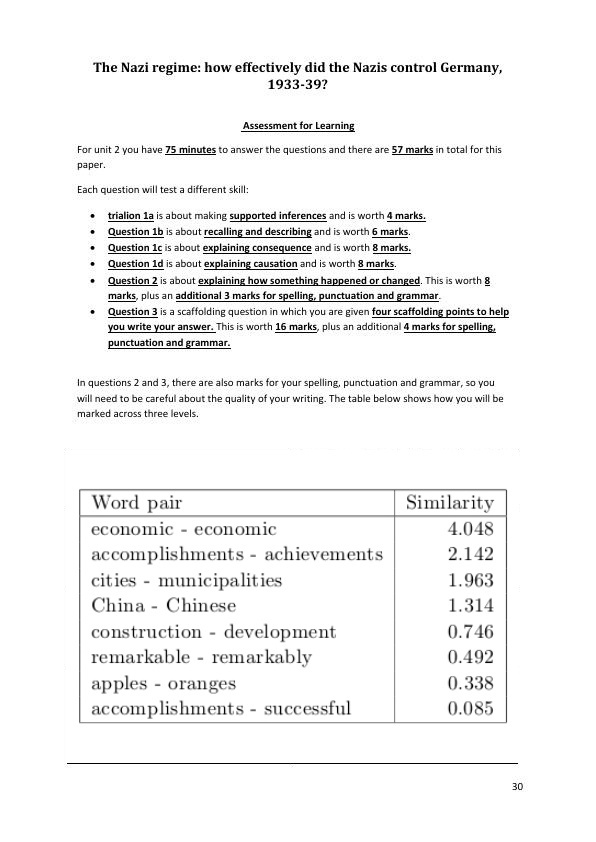 The Nazi regime: how effectively did the Nazis control Germany,
1933-39?
Assessment for Learning
For unit 2 you have 75 minutes to answer the questions and there are 57 marks in total for this
paper.
Each question will test a different skill:
• trialion 1a is about making supported inferences and is worth 4 marks.
• Question 1b is about recalling and describing and is worth 6 marks.
• Question 1c is about explaining consequence and is worth 8 marks.
• Question 1d is about explaining causation and is worth 8 marks.
• Question 2 is about explaining how something happened or changed. This is worth 8
marks, plus an additional 3 marks for spelling, punctuation and grammar.
• Question 3 is a scaffolding question in which you are given four scaffolding points to help
you write your answer. This is worth 16 marks, plus an additional 4 marks for spelling,
punctuation and grammar.
In questions 2 and 3, there are also marks for your spelling, punctuation and grammar, so you
will need to be careful about the quality of your writing. The table below shows how you will be
marked across three levels.
Word pair Similarity
economic - economic 4.048
accomplishments - achievements 2.142
cities - municipalities 1.963
China - Chinese 1.314
construction - development 0.746
remarkable - remarkably 0.492
apples - oranges 0.338
accomplishments - successful 0.085
30